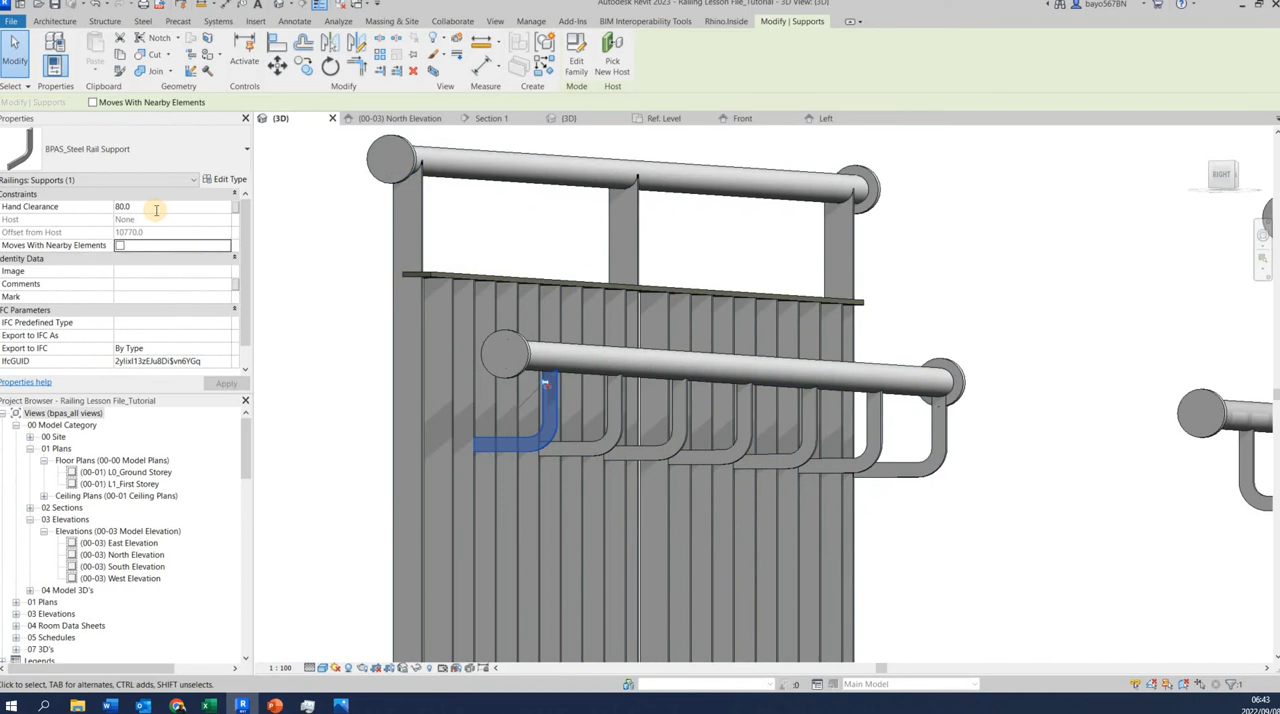 Autodesk Revit 2023 - Railing Lesson File_Tutorial - 3D View: {3D}
bayo567BN
File Architecture Structure Steel Precast Systems Insert Annotate Analyze Massing & Site Collaborate View Manage Add-Ins BIM Interoperability Tools Rhino.Inside Modify | Supports
Notch
Cut
Join
Modify
Properties
Paste
Activate
Edit Family
Pick New Host
Select Properties Clipboard Geometry Controls Modify View Measure Create Mode Host
Modify | Supports Moves With Nearby Elements
Properties
{3D} (00-03) North Elevation Section 1 {3D} Ref. Level Front Left
BPAS_Steel Rail Support
Railings: Supports (1) Edit Type
Constraints
Hand Clearance 80.0
Host None
Offset from Host 10770.0
Moves With Nearby Elements
Identity Data
Image
Comments
Mark
IFC Parameters
IFC Predefined Type
Export to IFC As
Export to IFC By Type
IfcGUID
Properties help Apply
Project Browser - Railing Lesson File_Tutorial
Views (bpas_all views)
00 Model Category
00 Site
01 Plans
Floor Plans (00-00 Model Plans)
(00-01) L0_Ground Storey
(00-01) L1_First Storey
Ceiling Plans (00-01 Ceiling Plans)
02 Sections
03 Elevations
Elevations (00-03 Model Elevation)
(00-03) East Elevation
(00-03) North Elevation
(00-03) South Elevation
(00-03) West Elevation
04 Model 3D's
01 Plans
03 Elevations
04 Room Data Sheets
05 Schedules
07 3D's
Legends
RIGHT
1 : 100
Click to select, TAB for alternates, CTRL adds, SHIFT unselects.
:0
Main Model
:1
06:43
2022/09/08